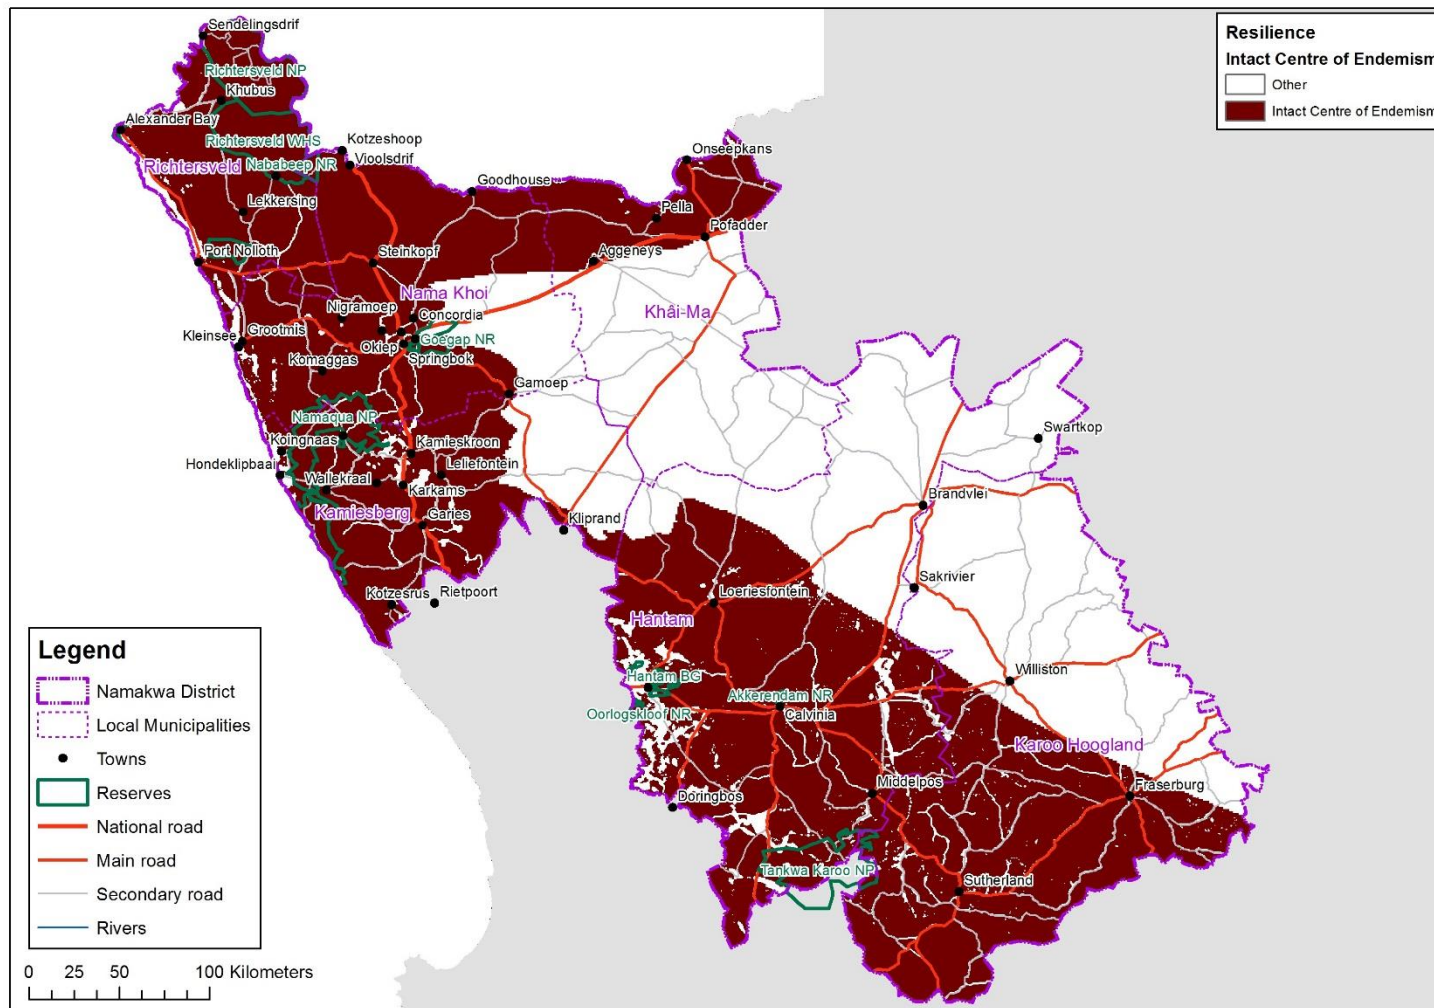 Sendelingsdrif
Richtersveld NP
Khubus
Alexander Bay
Richtersveld WHS
Kotzeshoop
Vioolsdrif
Richtersveld
Nababeep NR
Goodhouse
Onseepkans
Lekkersing
Pella
Pofadder
Port Nolloth
Steinkopf
Aggeneys
Nama Khoi
Nigramoep
Concordia
Khâi-Ma
Kleinsee
Grootmis
Okiep
Goegap NR
Komaggas
Springbok
Gamoep
Namaqua NP
Koingnaas
Kamieskroon
Swartkop
Hondeklipbaai
Wallekraal
Leliefontein
Karkams
Kamiesberg
Garies
Kliprand
Brandvlei
Kotzesrus
Rietpoort
Loeriesfontein
Sakrivier
Hantam
Hantam BG
Williston
Akkerendam NR
Oorlogskloof NR
Calvinia
Karoo Hoogland
Middelpos
Fraserburg
Doringbos
Tankwa Karoo NP
Sutherland
Resilience
Intact Centre of Endemism
Other
Intact Centre of Endemism
Legend
Namakwa District
Local Municipalities
Towns
Reserves
National road
Main road
Secondary road
Rivers
0 25 50 100 Kilometers